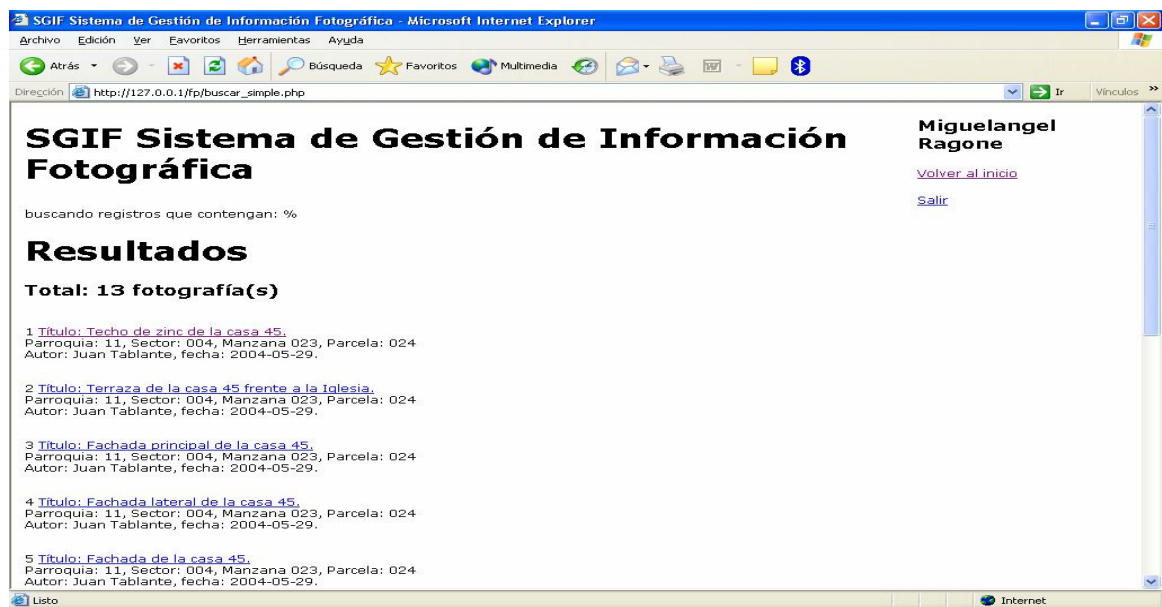 SGIF Sistema de Gestión de Información Fotográfica - Microsoft Internet Explorer
Archivo Edición Ver Favoritos Herramientas Ayuda
Atrás Búsqueda Favoritos Multimedia
Dirección http://127.0.0.1/fp/buscar_simple.php Ir Vínculos »
SGIF Sistema de Gestión de Información
Fotográfica
Miguelangel
Ragone
Volver al inicio
Salir
buscando registros que contengan: %
Resultados
Total: 13 fotografía(s)
1 Título: Techo de zinc de la casa 45.
Parroquia: 11, Sector: 004, Manzana 023, Parcela: 024
Autor: Juan Tablante, fecha: 2004-05-29.
2 Título: Terraza de la casa 45 frente a la Iglesia.
Parroquia: 11, Sector: 004, Manzana 023, Parcela: 024
Autor: Juan Tablante, fecha: 2004-05-29.
3 Título: Fachada principal de la casa 45.
Parroquia: 11, Sector: 004, Manzana 023, Parcela: 024
Autor: Juan Tablante, fecha: 2004-05-29.
4 Título: Fachada lateral de la casa 45.
Parroquia: 11, Sector: 004, Manzana 023, Parcela: 024
Autor: Juan Tablante, fecha: 2004-05-29.
5 Título: Fachada de la casa 45.
Parroquia: 11, Sector: 004, Manzana 023, Parcela: 024
Autor: Juan Tablante, fecha: 2004-05-29.
Listo Internet